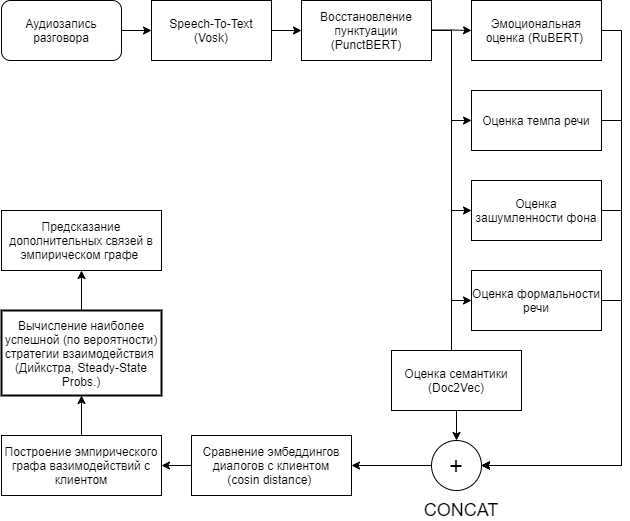 Аудиозапись
разговора
Speech-To-Text
(Vosk)
Восстановление
пунктуации
(PunctBERT)
Эмоциональная
оценка (RuBERT)
Оценка темпа речи
Оценка
зашумленности фона
Оценка формальности
речи
Оценка семантики
(Doc2Vec)
+
CONCAT
Сравнение эмбеддингов
диалогов с клиентом
(cosin distance)
Построение эмпирического
графа вазимодействий с
клиентом
Вычисление наиболее
успешной (по вероятности)
стратегии взаимодействия
(Дийкстра, Steady-State
Probs.)
Предсказание
дополнительных связей в
эмпирическом графе